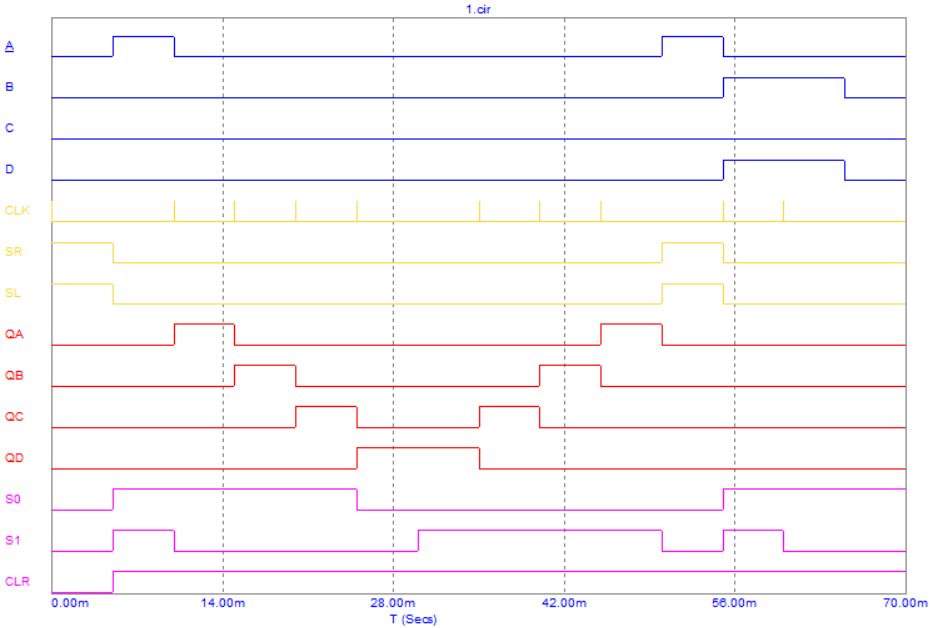 1.cir
A
B
C
D
CLK
SR
SL
QA
QB
QC
QD
S0
S1
CLR
0.00m 14.00m 28.00m 42.00m 56.00m 70.00m
T (Secs)